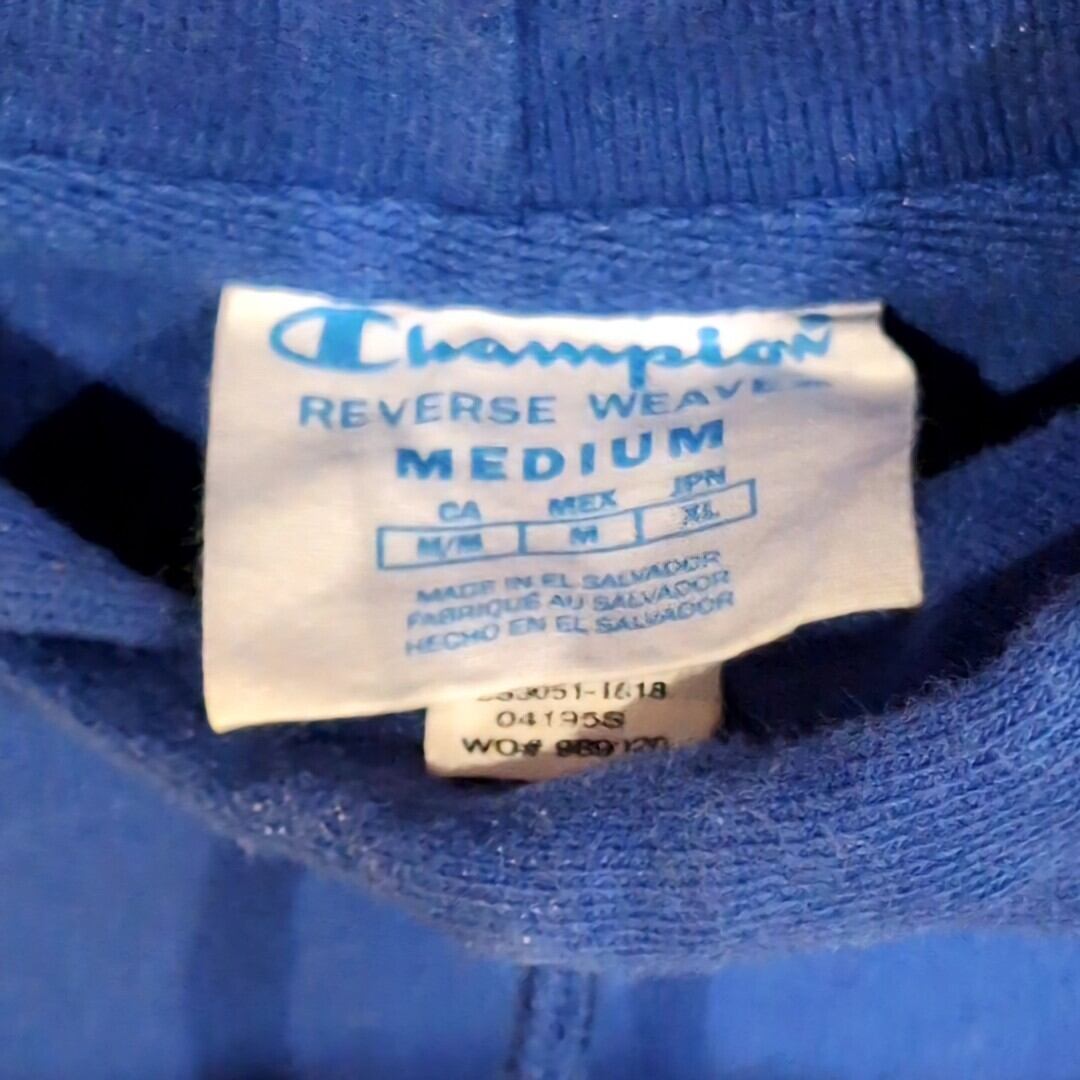 Champion
REVERSE WEAVE
MEDIUM
CA MEX JPN
M/M M XL
MADE IN EL SALVADOR
FABRIQUÉ AU SALVADOR
HECHO EN EL SALVADOR
04195S
WO#